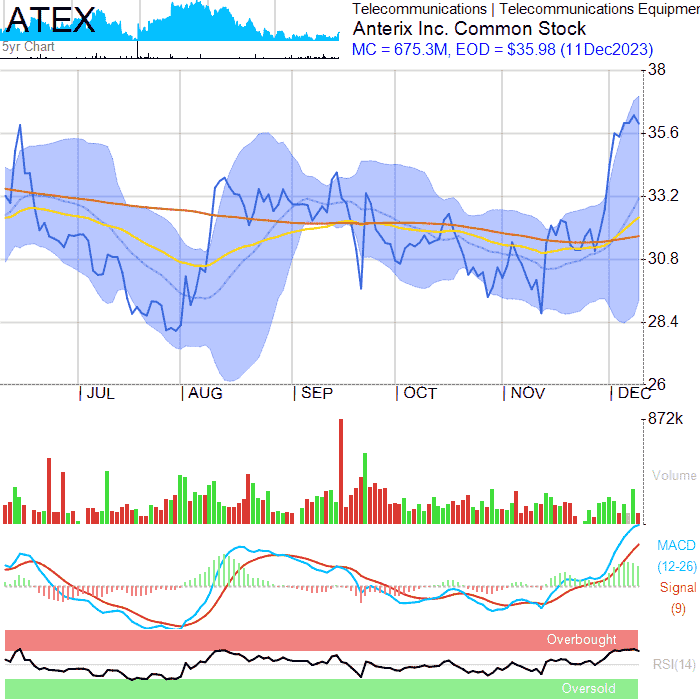 ATEX
5yr Chart
Telecommunications | Telecommunications Equipmen
Anterix Inc. Common Stock
MC = 675.3M, EOD = $35.98 (11Dec2023)
38
35.6
33.2
30.8
28.4
26
JUL
AUG
SEP
OCT
NOV
DEC
872k
Volume
MACD
(12-26)
Signal
(9)
Overbought
RSI(14)
Oversold